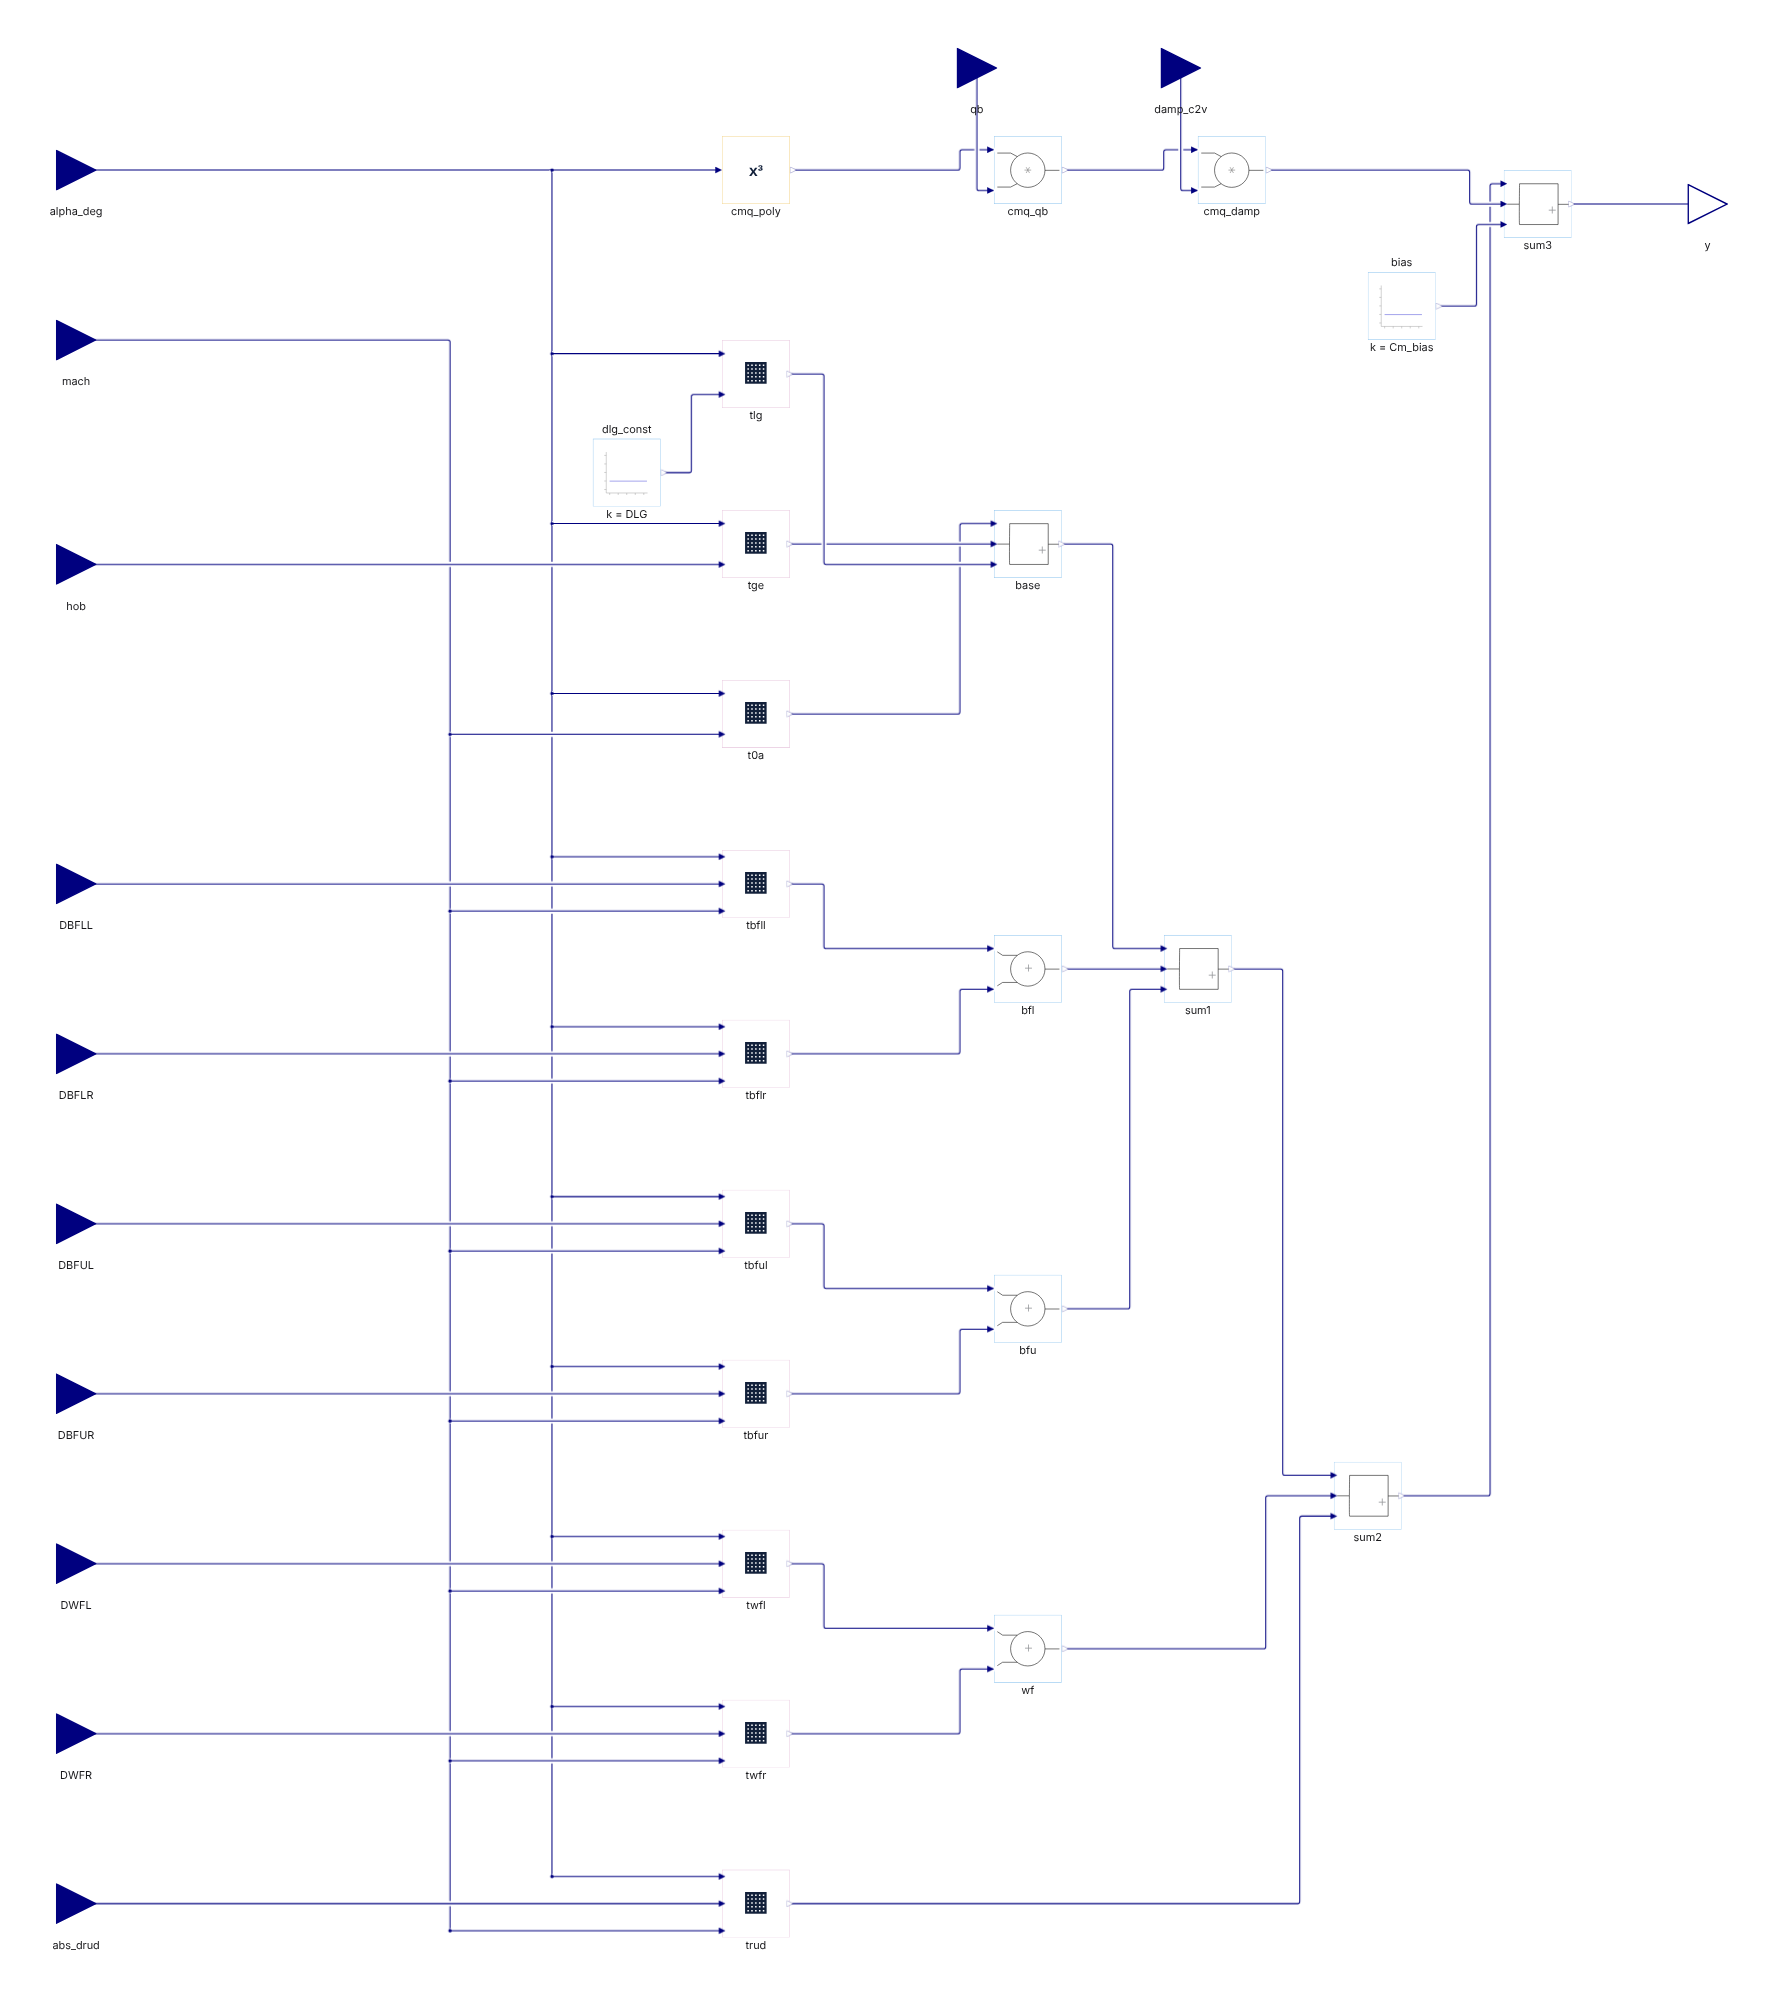 qb
damp_c2v
x³
*
*
alpha_deg
cmq_poly
cmq_qb
cmq_damp
+
sum3
y
bias
k = Cm_bias
mach
tlg
dlg_const
k = DLG
+
tge
base
hob
t0a
DBFLL
tbfll
+
+
bfl
sum1
DBFLR
tbflr
DBFUL
tbful
+
bfu
DBFUR
tbfur
+
sum2
DWFL
twfl
+
wf
DWFR
twfr
abs_drud
trud